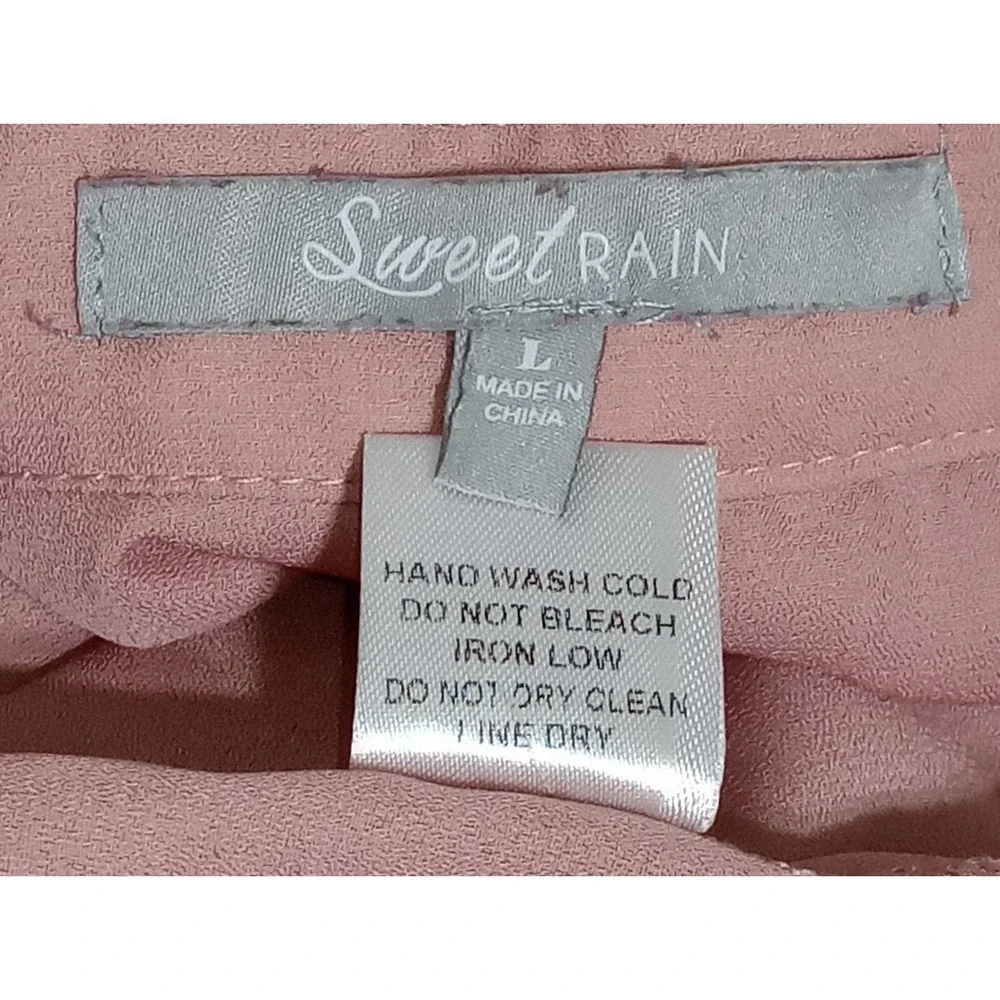 Sweet RAIN
L
MADE IN
CHINA
HAND WASH COLD
DO NOT BLEACH
IRON LOW
DO NOT DRY CLEAN
LINE DRY